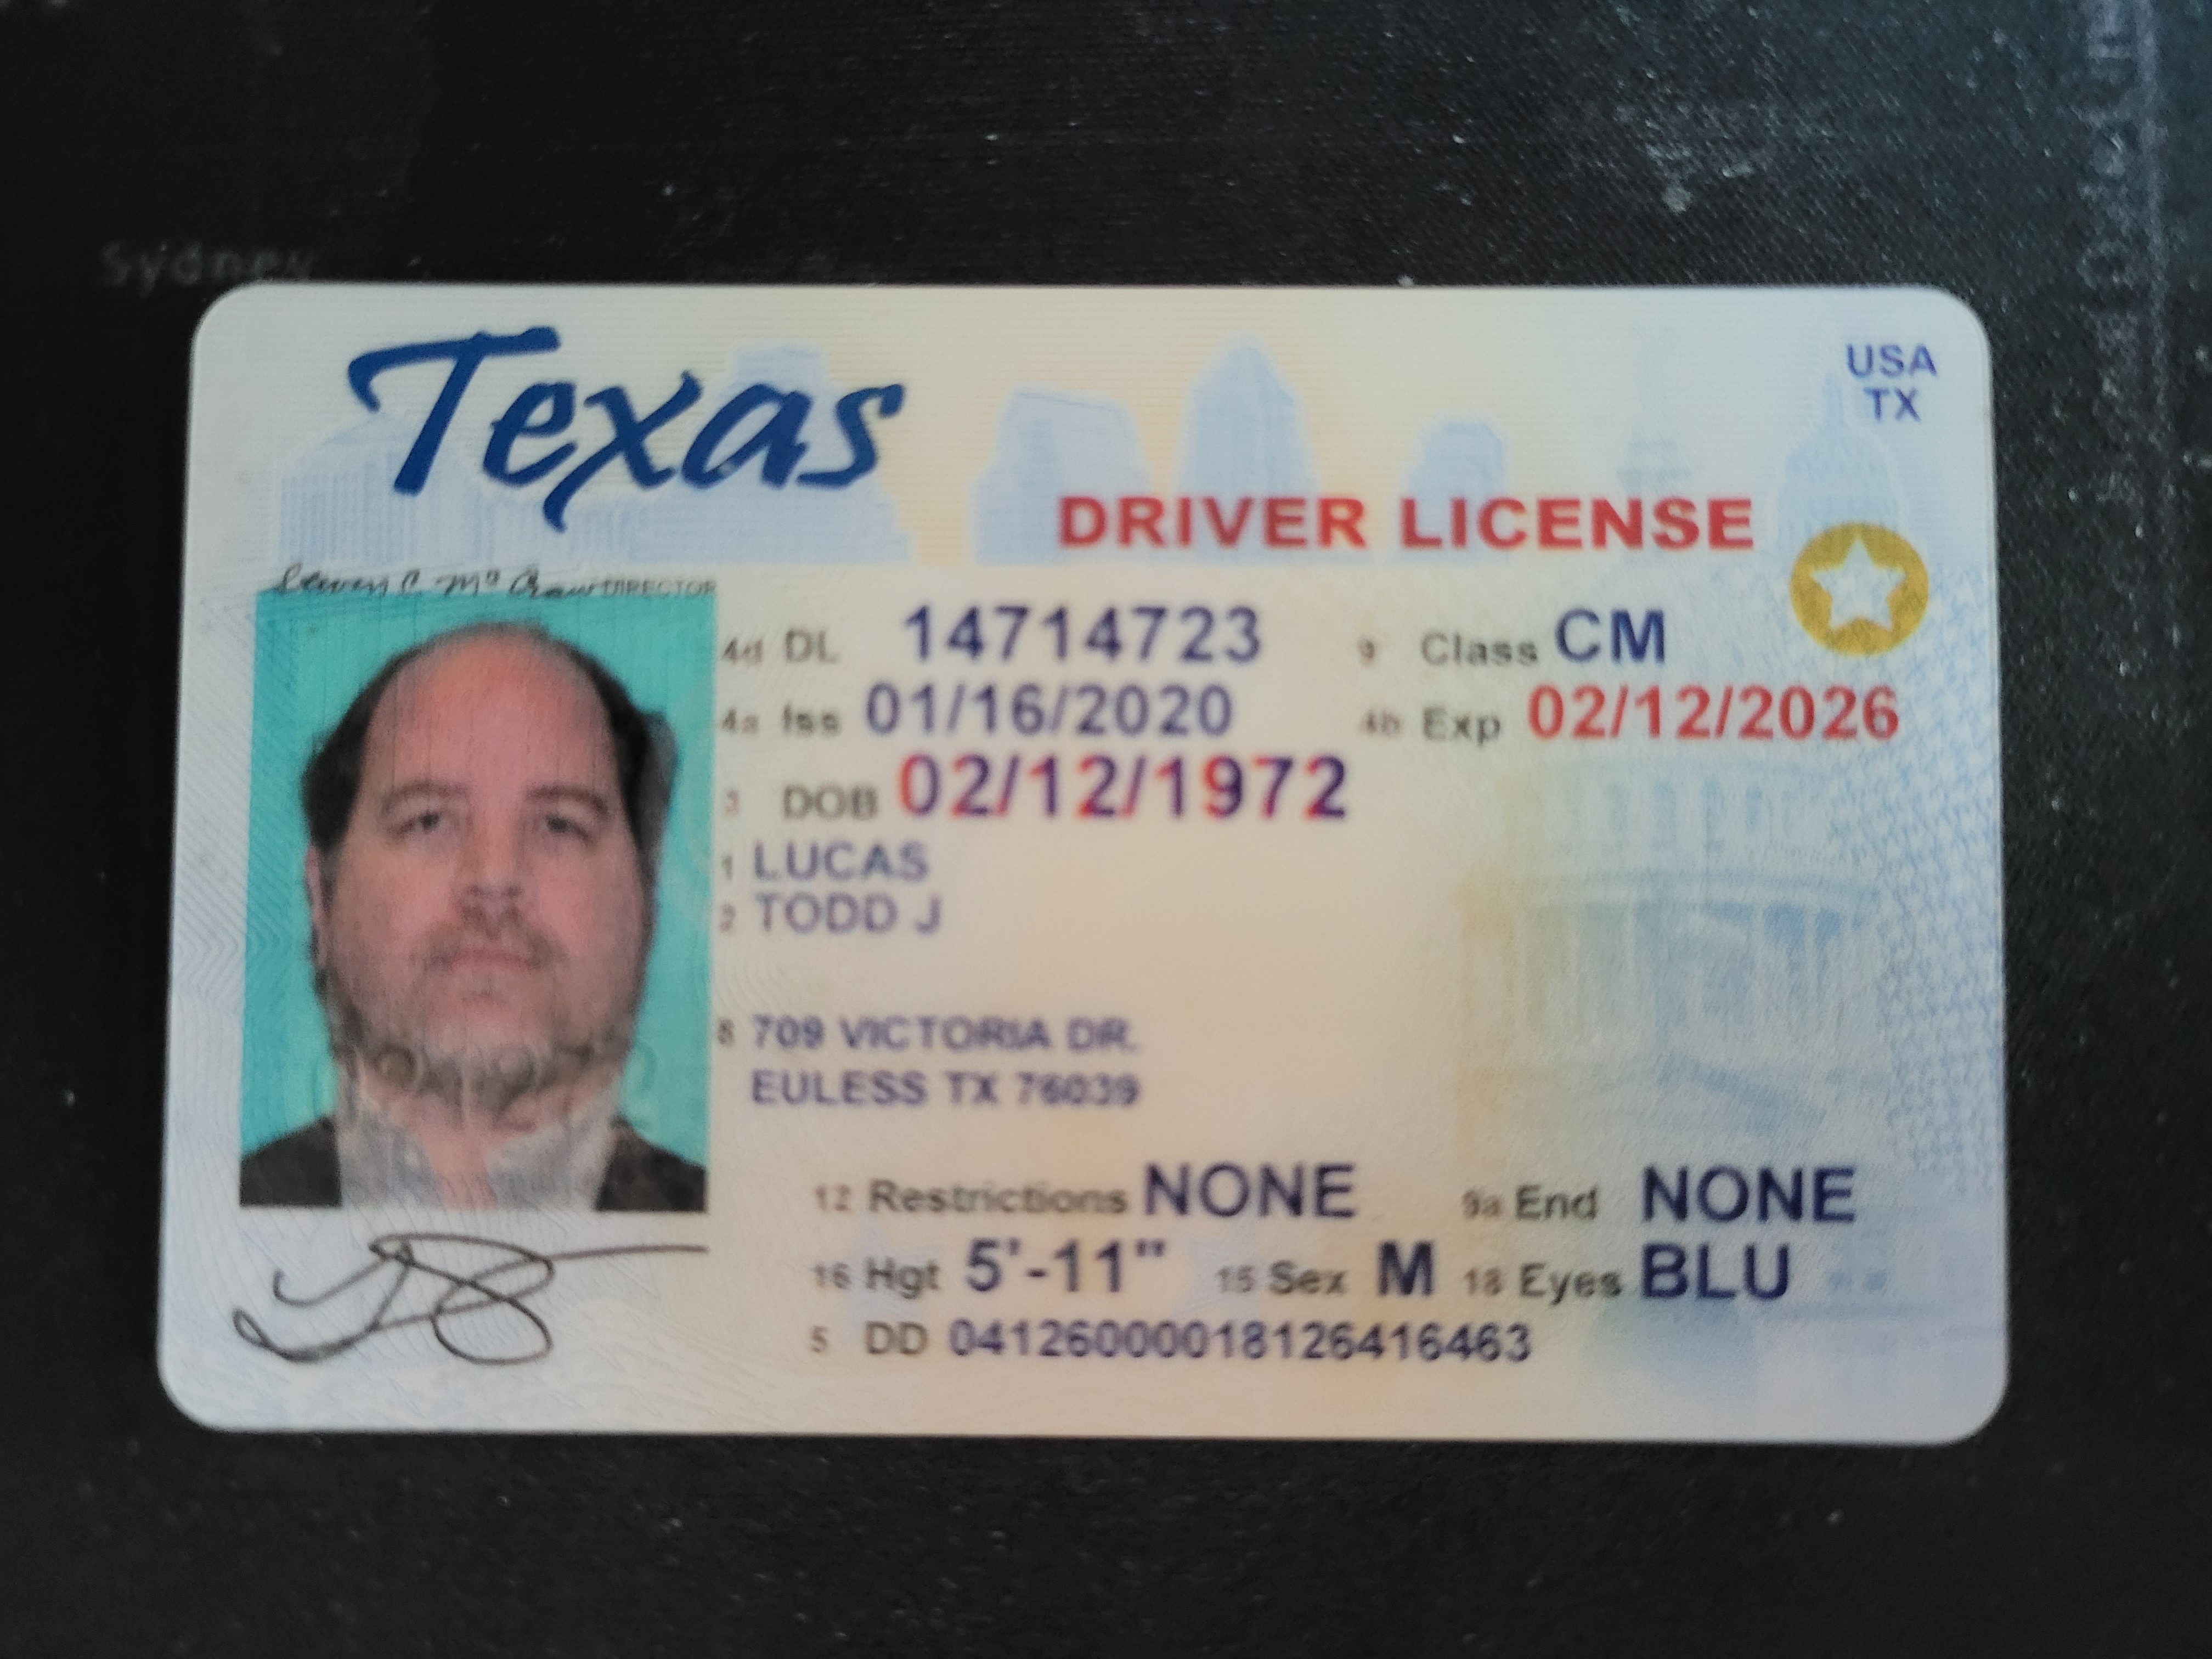 Sydney
Texas
USA
TX
DRIVER LICENSE
DIRECTOR
4d DL 14714723 9 Class CM
4a Iss 01/16/2020 4b Exp 02/12/2026
3 DOB 02/12/1972
1 LUCAS
2 TODD J
8 709 VICTORIA DR.
EULESS TX 76039
12 Restrictions NONE 9a End NONE
16 Hgt 5'-11" 15 Sex M 18 Eyes BLU
5 DD 04126000018126416463